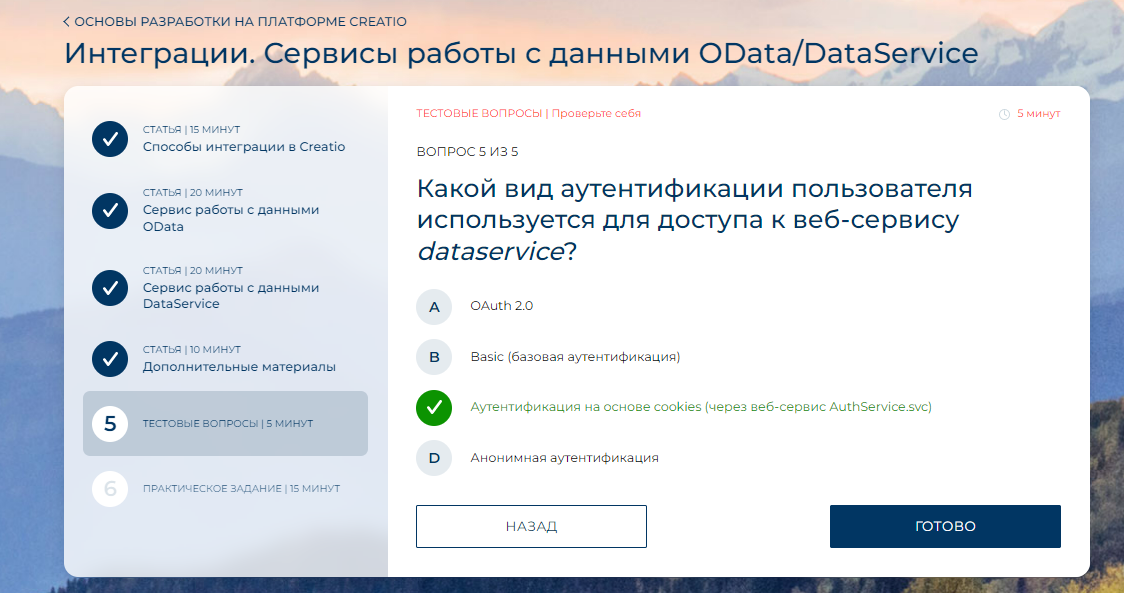 ОСНОВЫ РАЗРАБОТКИ НА ПЛАТФОРМЕ CREATIO
Интеграции. Сервисы работы с данными OData/DataService
СТАТЬЯ | 15 МИНУТ
Способы интеграции в Creatio
СТАТЬЯ | 20 МИНУТ
Сервис работы с данными
OData
СТАТЬЯ | 20 МИНУТ
Сервис работы с данными
DataService
СТАТЬЯ | 10 МИНУТ
Дополнительные материалы
5
ТЕСТОВЫЕ ВОПРОСЫ | 5 МИНУТ
6
ПРАКТИЧЕСКОЕ ЗАДАНИЕ | 15 МИНУТ
ТЕСТОВЫЕ ВОПРОСЫ | Проверьте себя
5 минут
ВОПРОС 5 ИЗ 5
Какой вид аутентификации пользователя
используется для доступа к веб-сервису
dataservice?
A
OAuth 2.0
B
Basic (базовая аутентификация)
Аутентификация на основе cookies (через веб-сервис AuthService.svc)
D
Анонимная аутентификация
НАЗАД
ГОТОВО